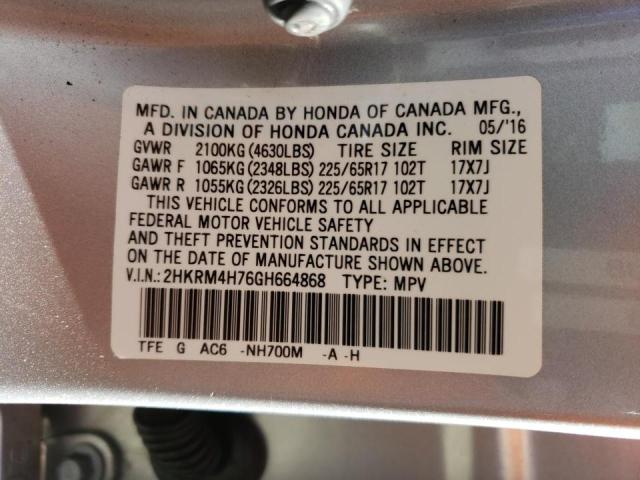 MFD. IN CANADA BY HONDA OF CANADA MFG.,
A DIVISION OF HONDA CANADA INC. 05/'16
GVWR 2100KG (4630LBS) TIRE SIZE RIM SIZE
GAWR F 1065KG (2348LBS) 225/65R17 102T 17X7J
GAWR R 1055KG (2326LBS) 225/65R17 102T 17X7J
THIS VEHICLE CONFORMS TO ALL APPLICABLE
FEDERAL MOTOR VEHICLE SAFETY
AND THEFT PREVENTION STANDARDS IN EFFECT
ON THE DATE OF MANUFACTURE SHOWN ABOVE.
V.I.N.: 2HKRM4H76GH664868 TYPE: MPV
TFE G AC6 -NH700M -A -H